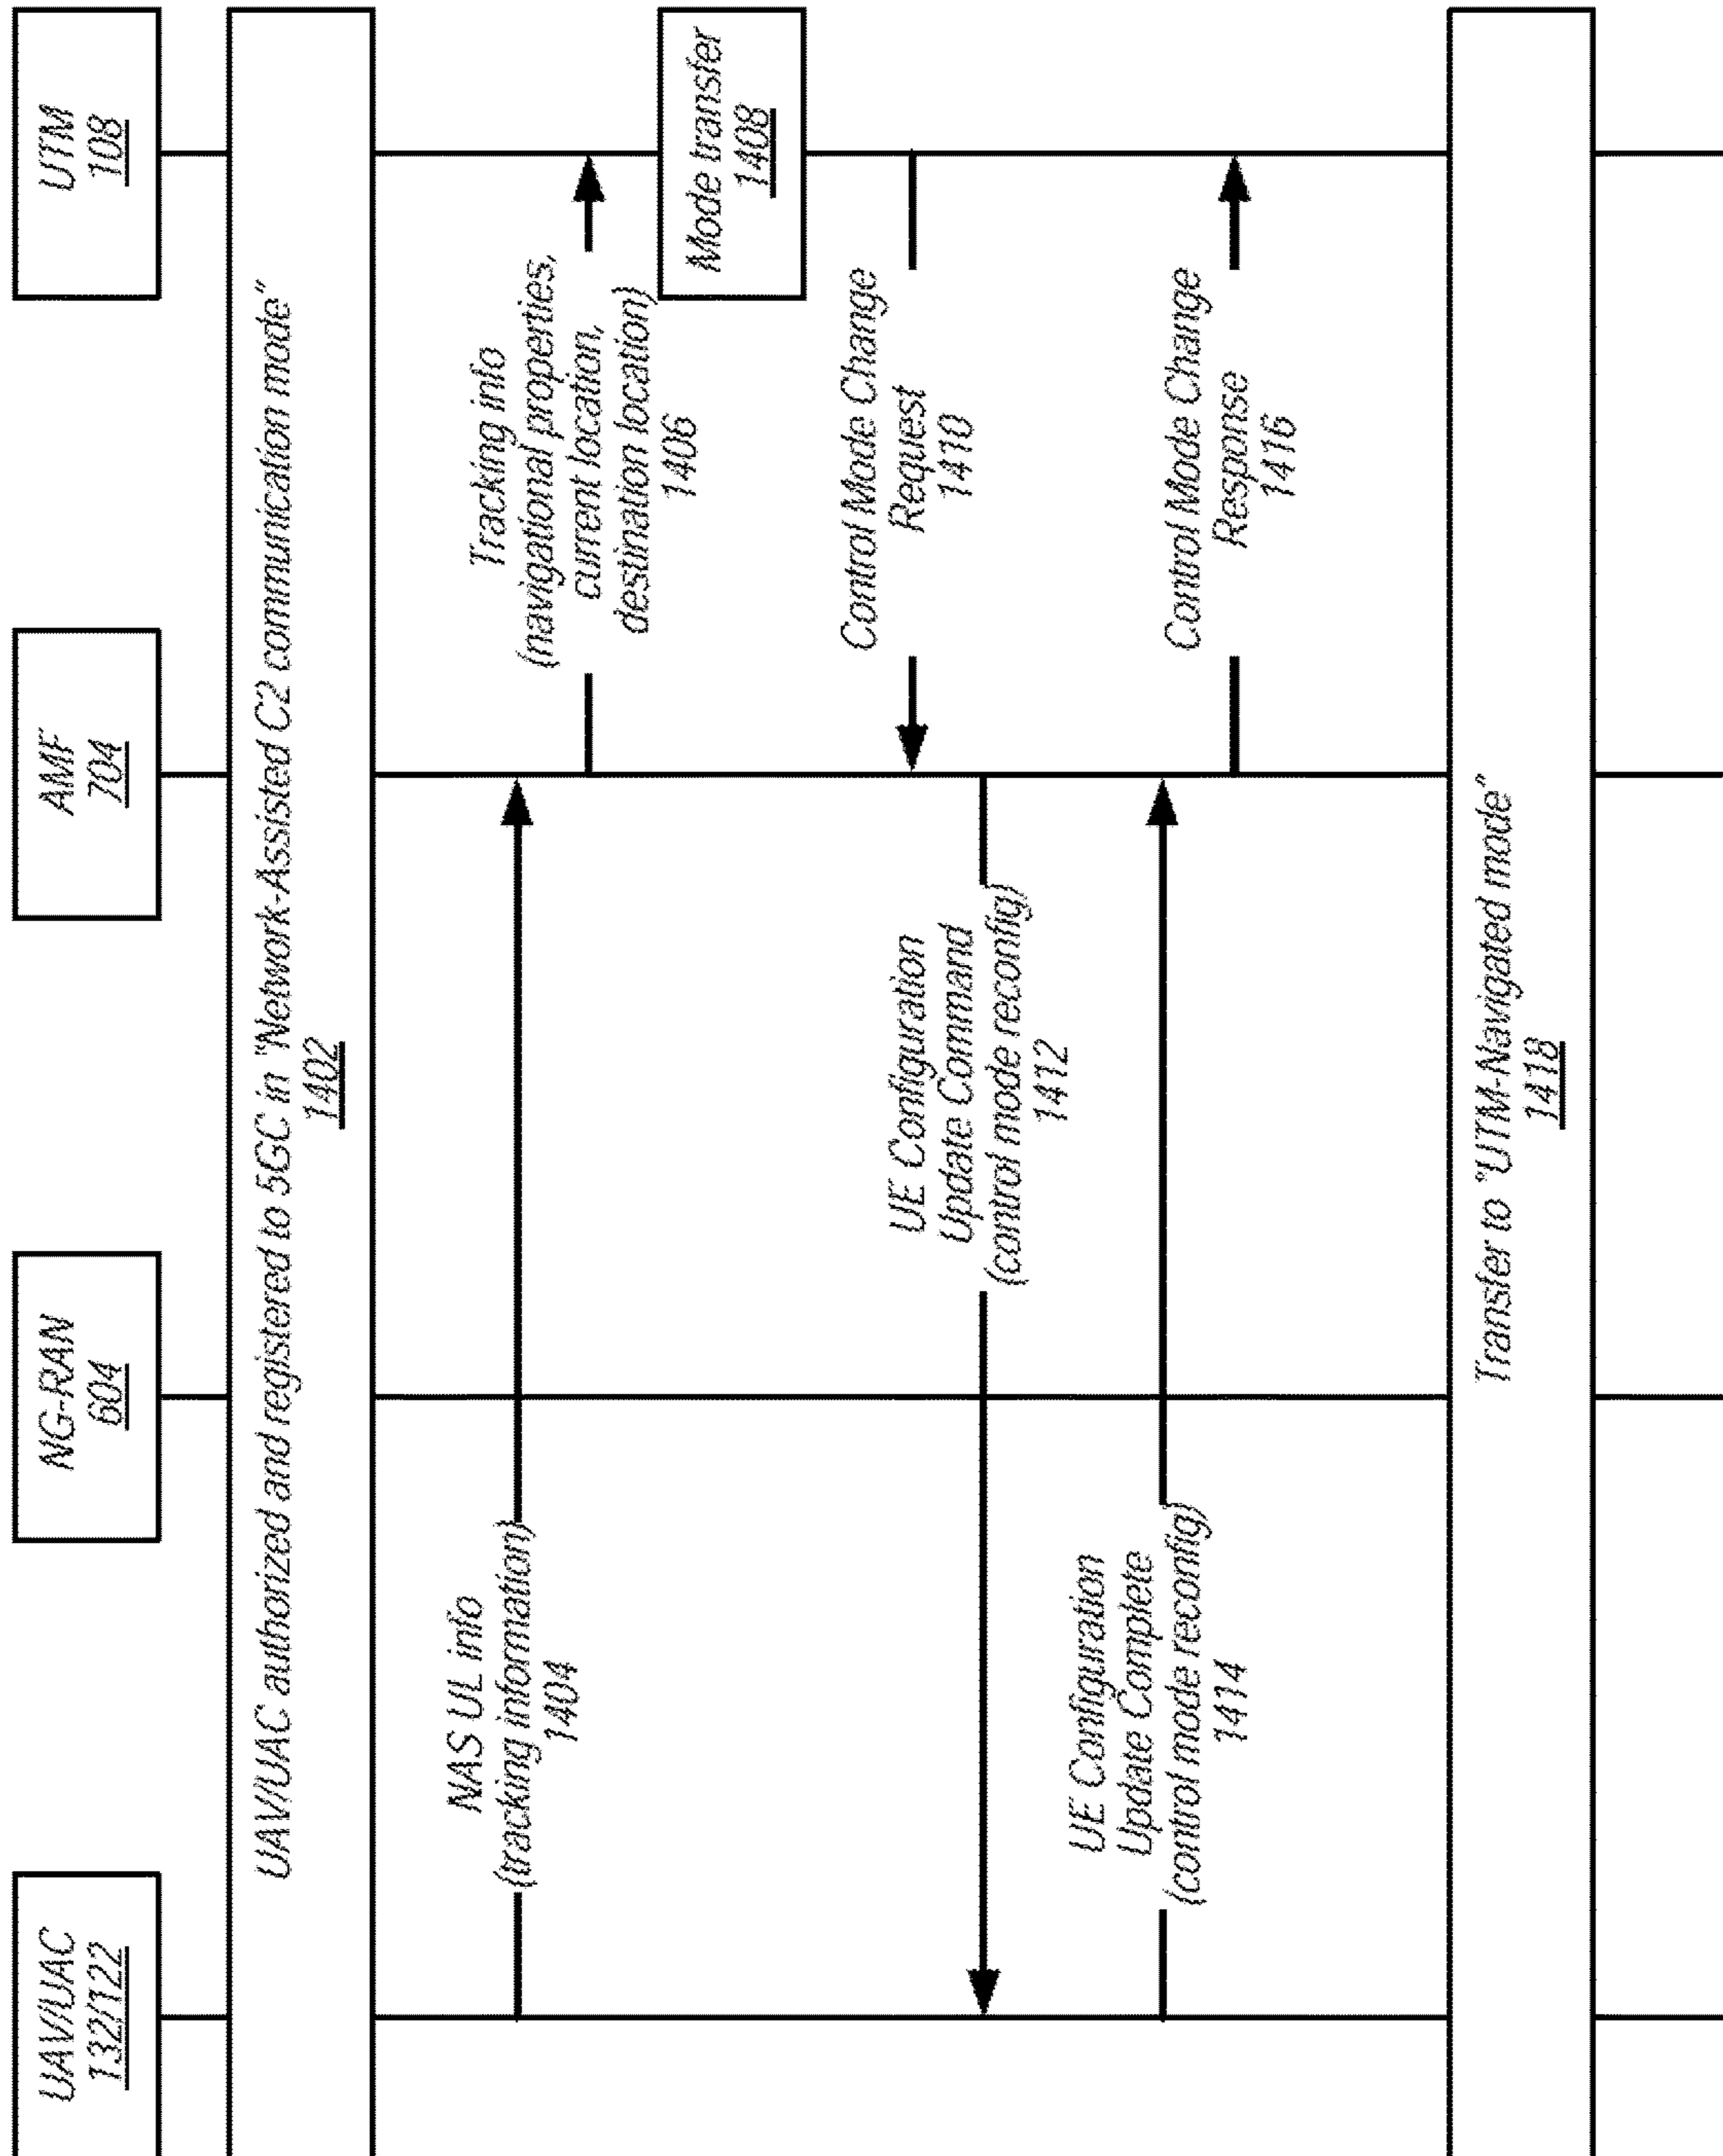 UAV/UAC
132/122
NG-RAN
604
AMF
704
UTM
108
UAV/UAC authorized and registered to 5GC in "Network-Assisted C2 communication mode"
1402
NAS UL info
(tracking information)
1404
Tracking info
(navigational properties,
current location,
destination location)
1406
Mode transfer
1408
Control Mode Change
Request
1410
UE Configuration
Update Command
(control mode reconfig)
1412
UE Configuration
Update Complete
(control mode reconfig)
1414
Control Mode Change
Response
1416
Transfer to "UTM-Navigated mode"
1418